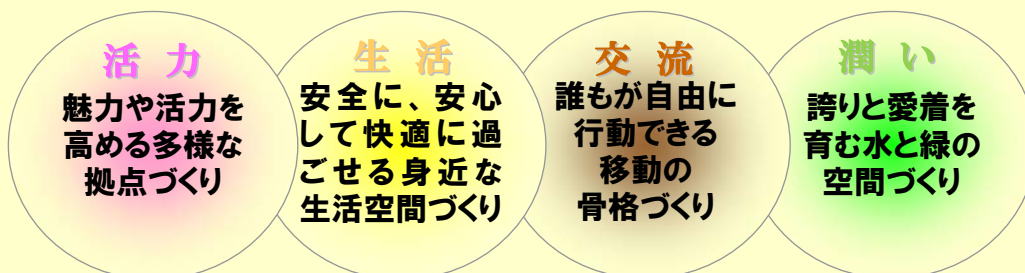 活 力
魅力や活力を
高める多様な
拠点づくり
生 活
安全に、安心
して快適に過
ごせる身近な
生活空間づくり
交 流
誰もが自由に
行動できる
移動の
骨格づくり
潤 い
誇りと愛着を
育む水と緑の
空間づくり